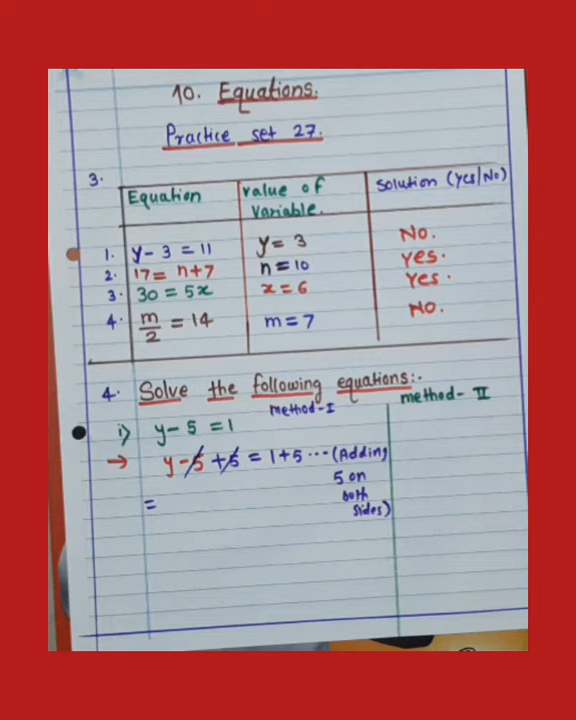 10. Equations.
Practice set 27.
3.
Equation
value of
variable.
Solution (Yes/No)
1. y - 3 = 11 y = 3 No.
2. 17 = n+7 n = 10 yes.
3. 30 = 5x x = 6 Yes.
4. m/2 = 14 m = 7 No.
4. Solve the following equations:-
method-I
method- II
i) y - 5 = 1
→ y - 5 + 5 = 1+5 ... (Adding
5 on
both
sides)
=